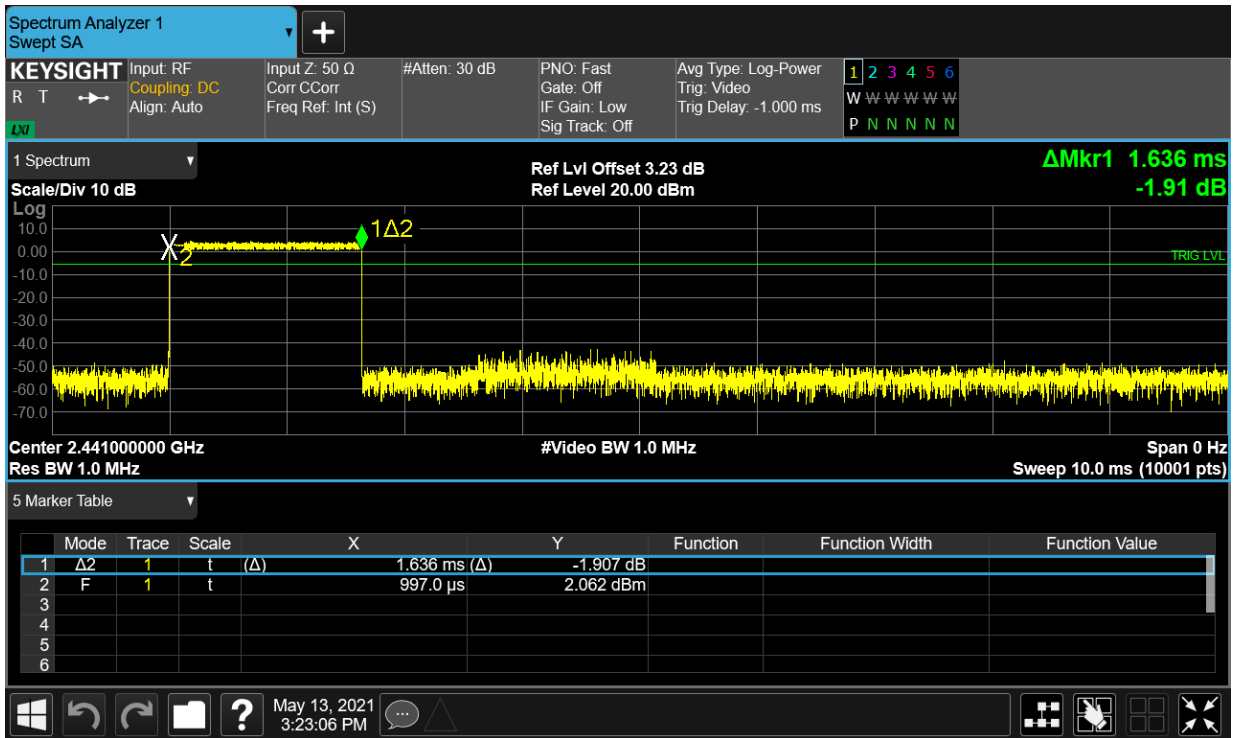 Spectrum Analyzer 1
Swept SA
KEYSIGHT
R T
LXI
Input: RF
Coupling: DC
Align: Auto
Input Z: 50 Ω
Corr CCorr
Freq Ref: Int (S)
#Atten: 30 dB
PNO: Fast
Gate: Off
IF Gain: Low
Sig Track: Off
Avg Type: Log-Power
Trig: Video
Trig Delay: -1.000 ms
1 2 3 4 5 6
W W W W W W
P N N N N N
1 Spectrum
Scale/Div 10 dB
Ref Lvl Offset 3.23 dB
Ref Level 20.00 dBm
ΔMkr1 1.636 ms
-1.91 dB
Log
10.0
0.00
-10.0
-20.0
-30.0
-40.0
-50.0
-60.0
-70.0
1Δ2
2
TRIG LVL
Center 2.441000000 GHz
#Video BW 1.0 MHz
Span 0 Hz
Res BW 1.0 MHz
Sweep 10.0 ms (10001 pts)
5 Marker Table
Mode Trace Scale X Y Function Function Width Function Value
1 Δ2 1 t (Δ) 1.636 ms (Δ) -1.907 dB
2 F 1 t 997.0 µs 2.062 dBm
3
4
5
6
?
May 13, 2021
3:23:06 PM